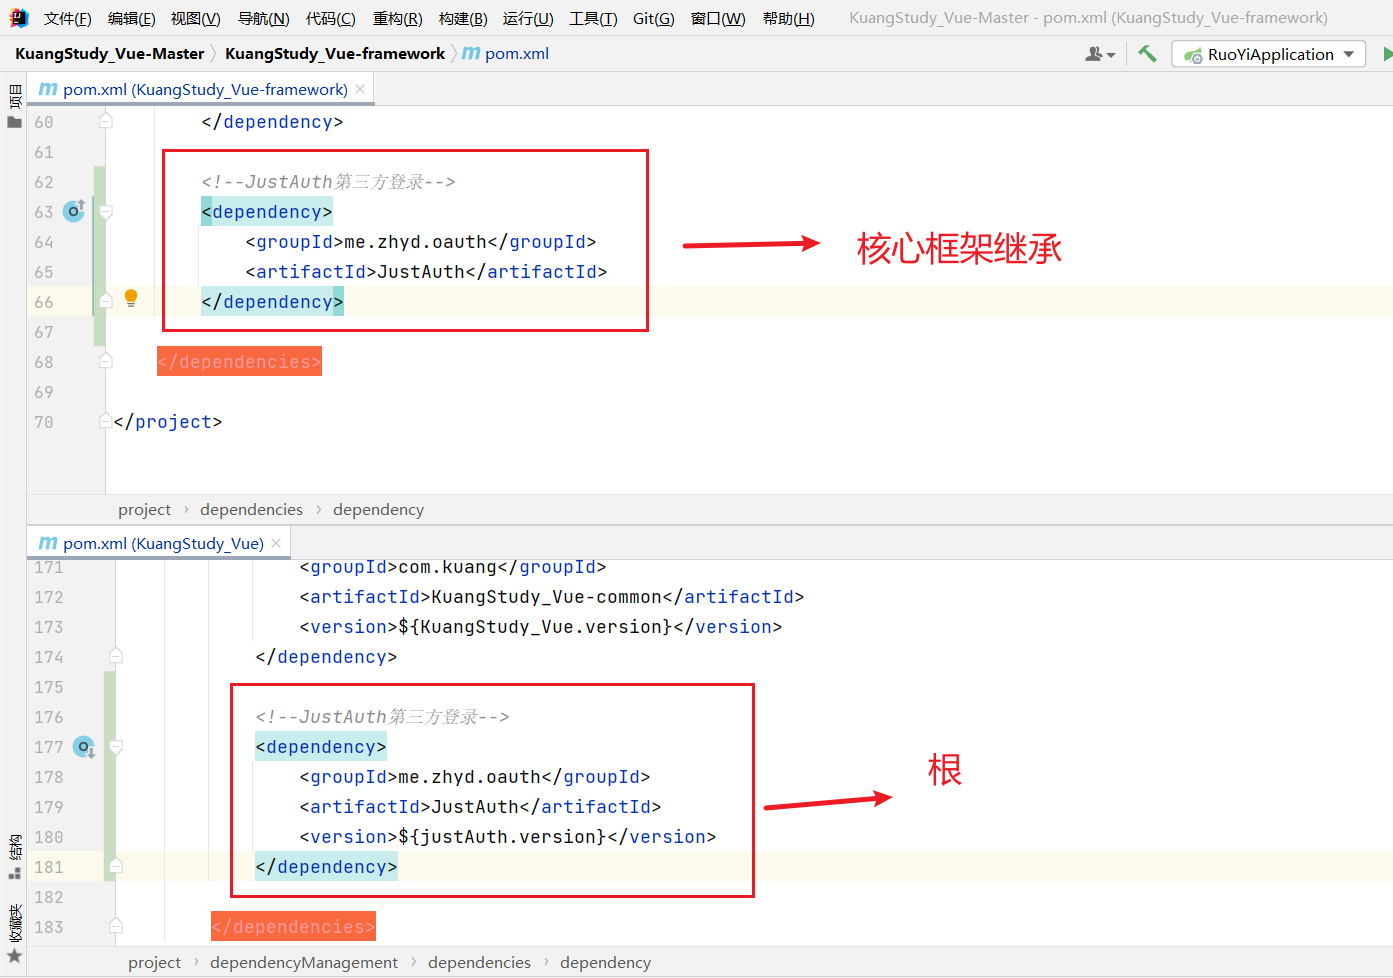 文件(F) 编辑(E) 视图(V) 导航(N) 代码(C) 重构(R) 构建(B) 运行(U) 工具(T) Git(G) 窗口(W) 帮助(H) KuangStudy_Vue-Master - pom.xml (KuangStudy_Vue-framework)
KuangStudy_Vue-Master KuangStudy_Vue-framework m pom.xml RuoYiApplication
项目
m pom.xml (KuangStudy_Vue-framework)
60 </dependency>
61
62 <!--JustAuth第三方登录-->
63 <dependency>
64 <groupId>me.zhyd.oauth</groupId>
65 <artifactId>JustAuth</artifactId>
66 </dependency>
67
68 </dependencies>
69
70 </project>
核心框架继承
project › dependencies › dependency
m pom.xml (KuangStudy_Vue)
171 <groupId>com.kuang</groupId>
172 <artifactId>KuangStudy_Vue-common</artifactId>
173 <version>${KuangStudy_Vue.version}</version>
174 </dependency>
175
176 <!--JustAuth第三方登录-->
177 <dependency>
178 <groupId>me.zhyd.oauth</groupId>
179 <artifactId>JustAuth</artifactId>
180 <version>${justAuth.version}</version>
181 </dependency>
182
183 </dependencies>
根
结构
收藏夹
project › dependencyManagement › dependencies › dependency